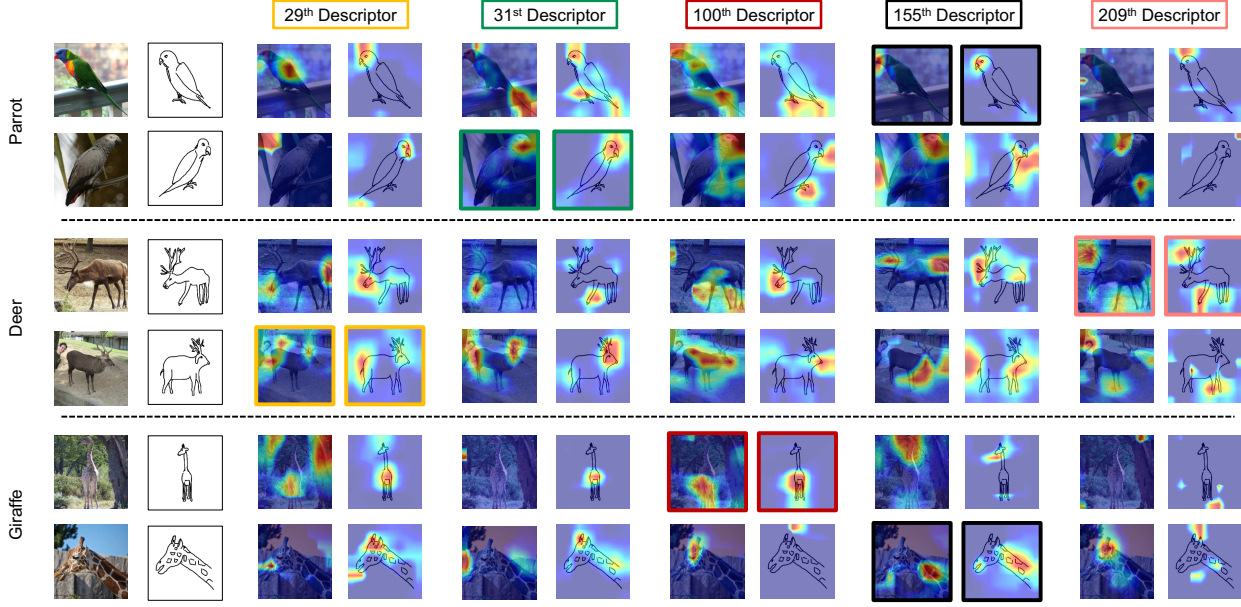 29th Descriptor
31st Descriptor
100th Descriptor
155th Descriptor
209th Descriptor
Parrot
Deer
Giraffe